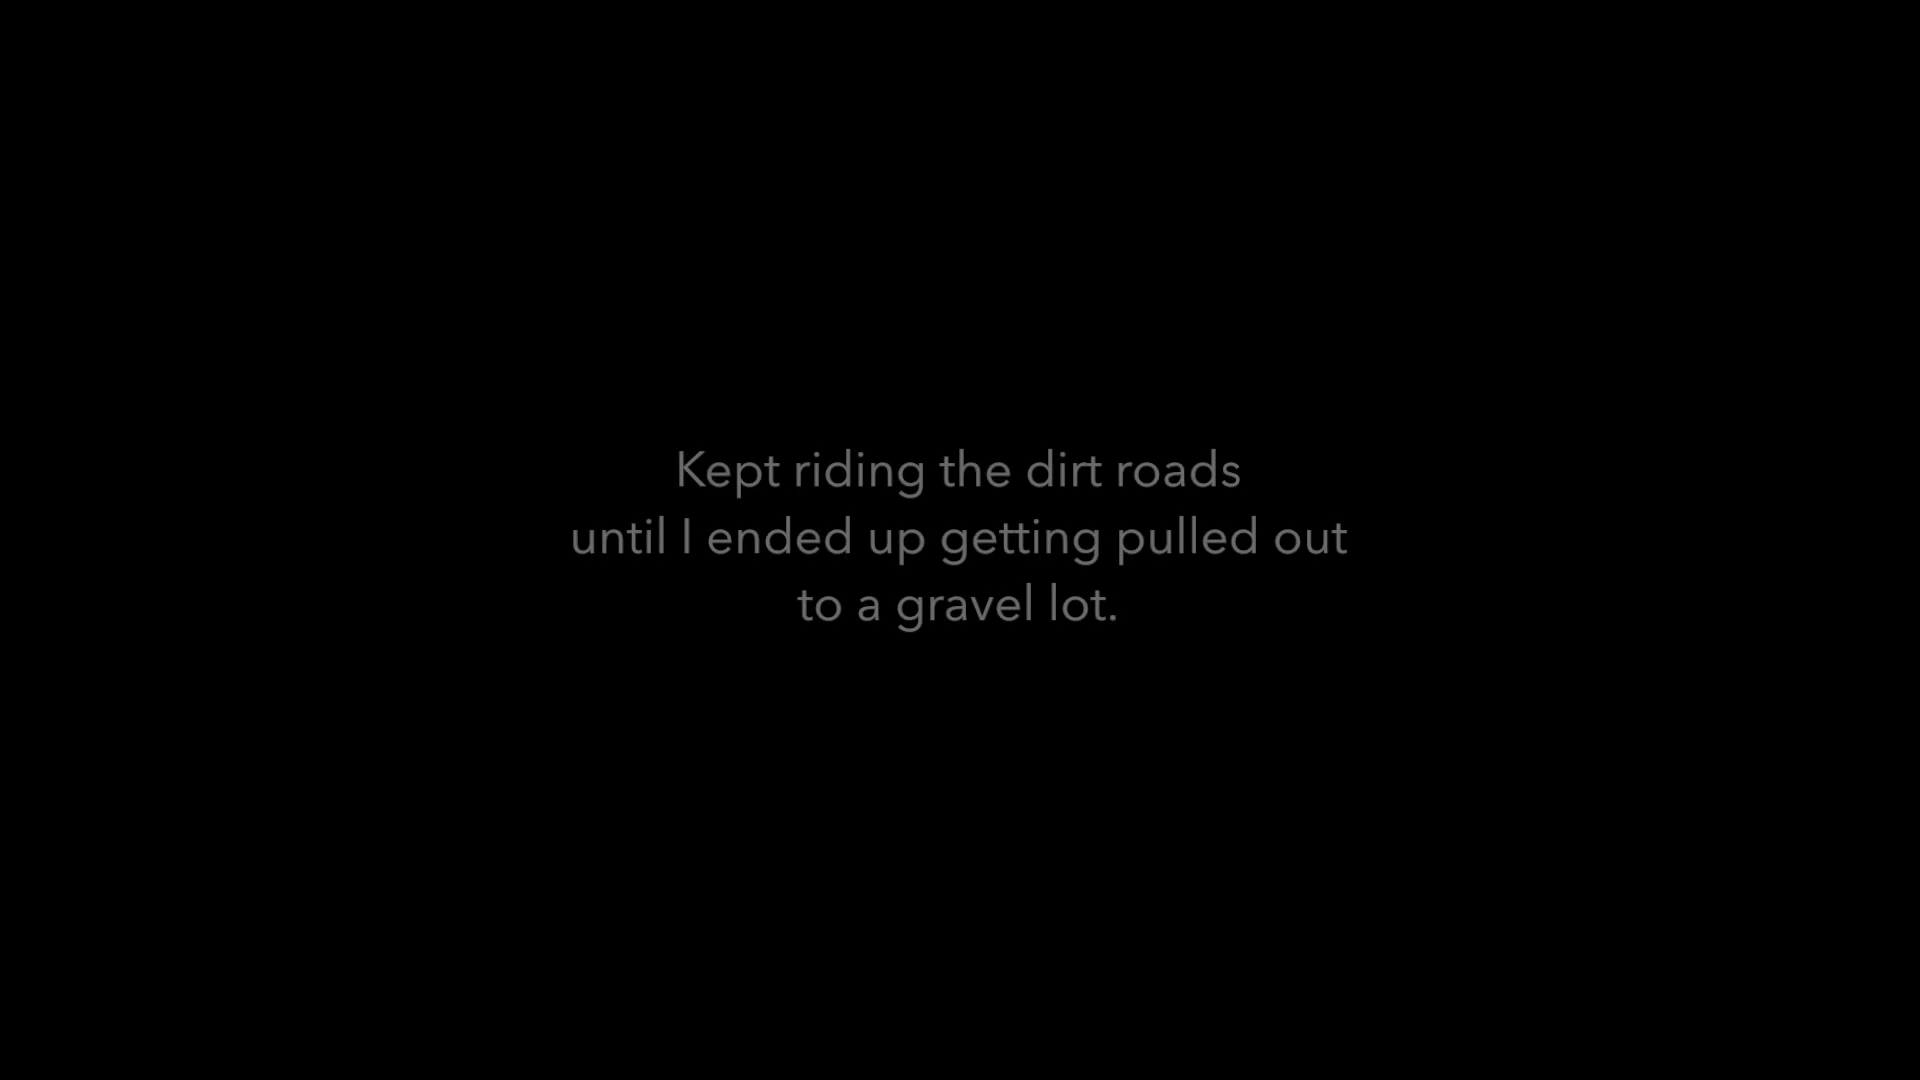 Kept riding the dirt roads
until I ended up getting pulled out
to a gravel lot.